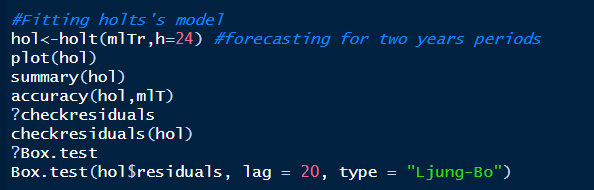 #Fitting holts's model
hol<-holt(mlTr,h=24) #forecasting for two years periods
plot(hol)
summary(hol)
accuracy(hol,mlT)
?checkresiduals
checkresiduals(hol)
?Box.test
Box.test(hol$residuals, lag = 20, type = "Ljung-Bo")